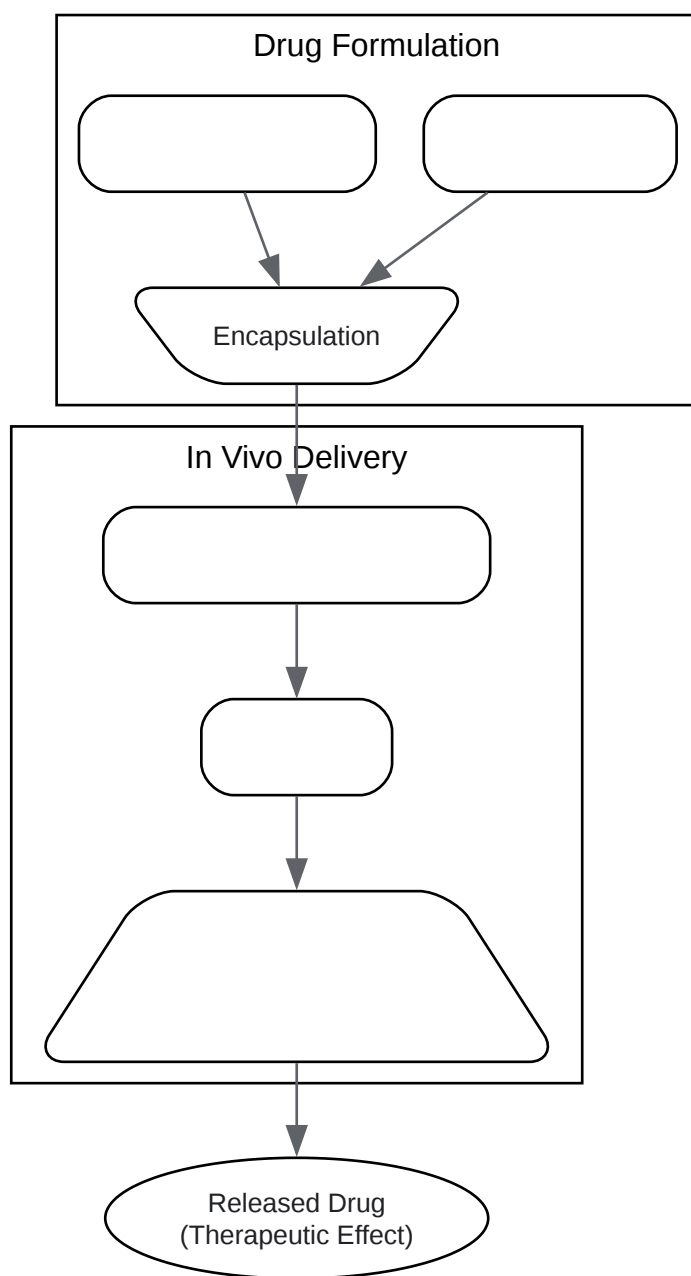 Drug Formulation
Encapsulation
In Vivo Delivery
Released Drug
(Therapeutic Effect)